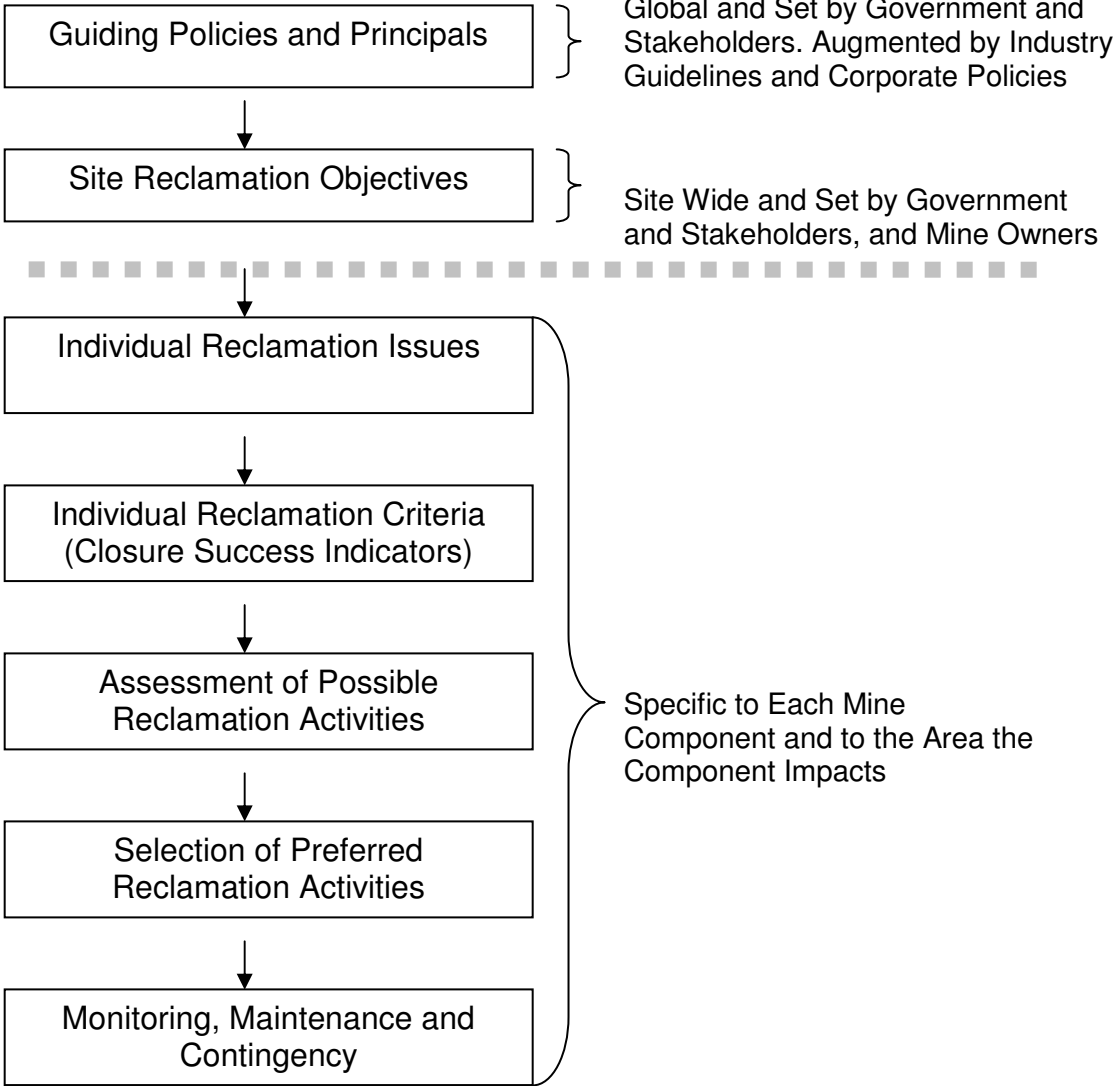 Guiding Policies and Principals
Global and Set by Government and
Stakeholders. Augmented by Industry
Guidelines and Corporate Policies
Site Reclamation Objectives
Site Wide and Set by Government
and Stakeholders, and Mine Owners
Individual Reclamation Issues
Individual Reclamation Criteria
(Closure Success Indicators)
Assessment of Possible
Reclamation Activities
Specific to Each Mine
Component and to the Area the
Component Impacts
Selection of Preferred
Reclamation Activities
Monitoring, Maintenance and
Contingency